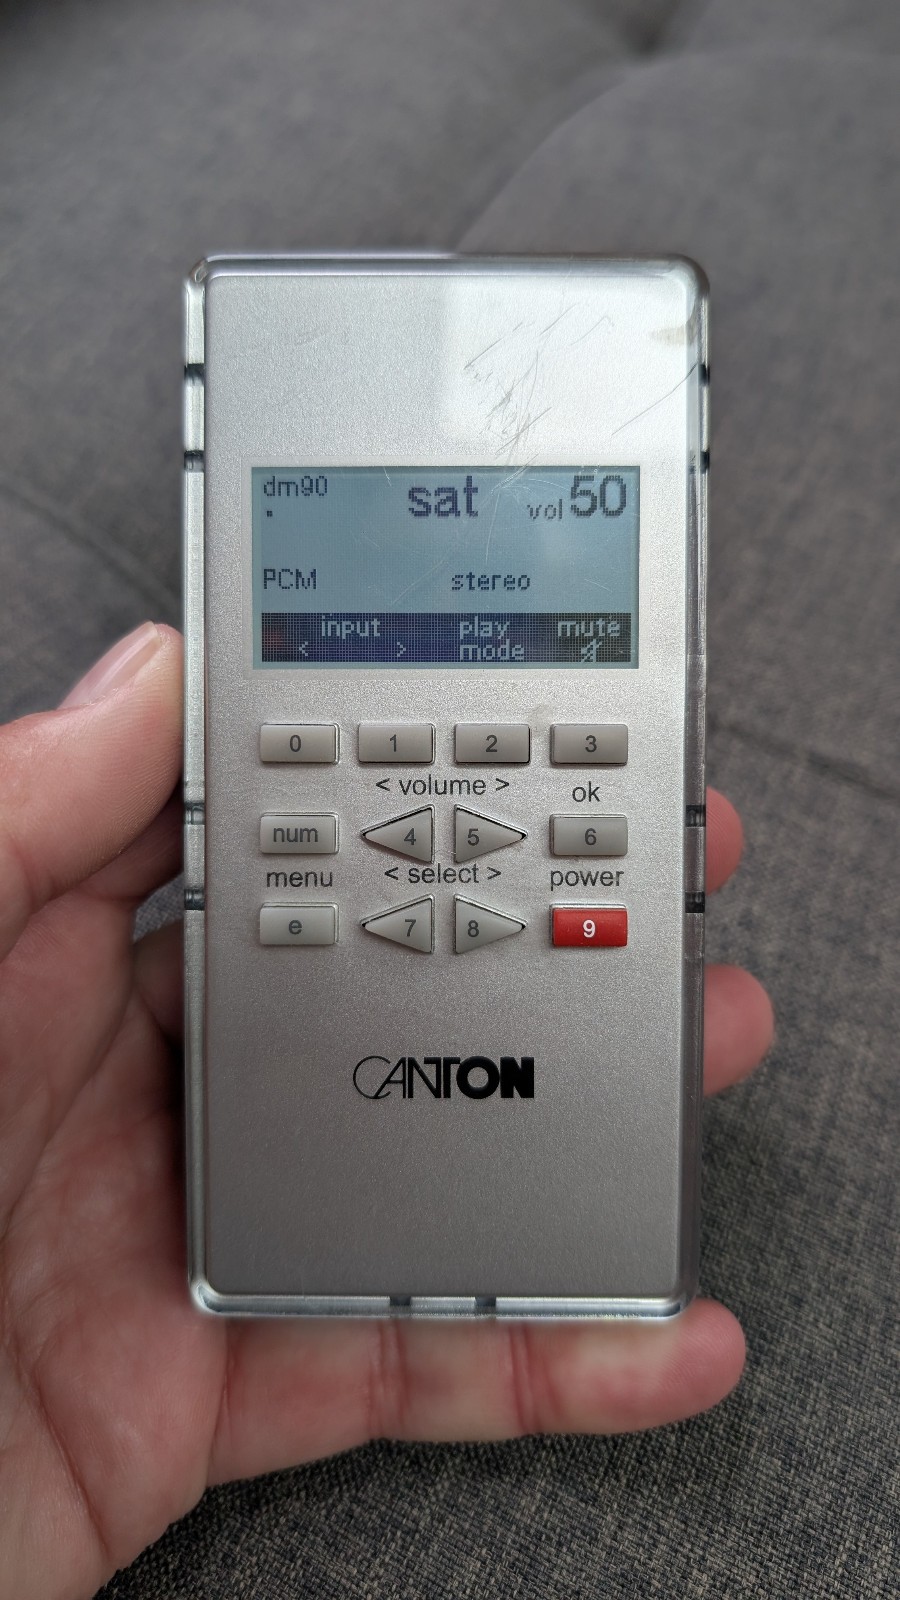 dm90 sat vol 50
PCM stereo
input play mute
< > mode
0 1 2 3
< volume > ok
num 4 5 6
menu < select > power
e 7 8 9
CANTON